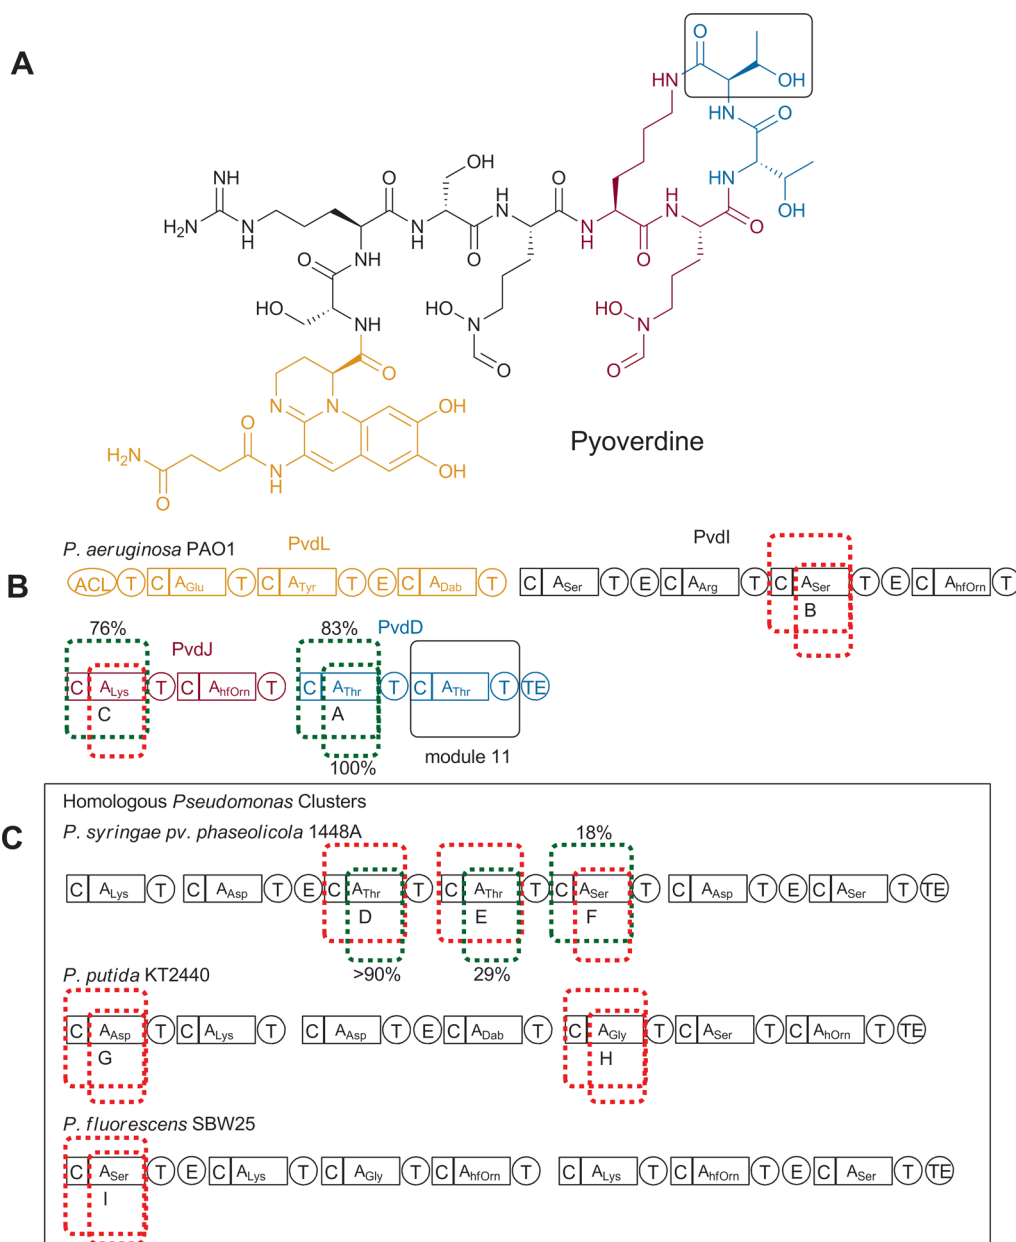 A
O
OH
HN
HN
O
OH
NH
O
O
HN
H2N
N
H
N
H
H
N
N
H
H
N
OH
O
NH
O
O
O
HO
NH
HO
N
HO
N
O
O
O
N
N
OH
O
H2N
N
H
OH
O
Pyoverdine
P. aeruginosa PAO1
PvdL
PvdI
B
ACL T C AGlu T C ATyr T E C ADab T C ASer T E C AArg T C ASer T E C AhfOrn T
B
76% 83% PvdD
PvdJ
C ALys T C AhfOrn T C AThr T C AThr T TE
C A
100% module 11
Homologous Pseudomonas Clusters
C
P. syringae pv. phaseolicola 1448A 18%
C ALys T C AAsp T E C AThr T C AThr T C ASer T C AAsp T E C ASer T TE
D E F
>90% 29%
P. putida KT2440
C AAsp T C ALys T C AAsp T E C ADab T C AGly T C ASer T C AhOrn T TE
G H
P. fluorescens SBW25
C ASer T E C ALys T C AGly T C AhfOrn T C ALys T C AhfOrn T E C ASer T TE
I